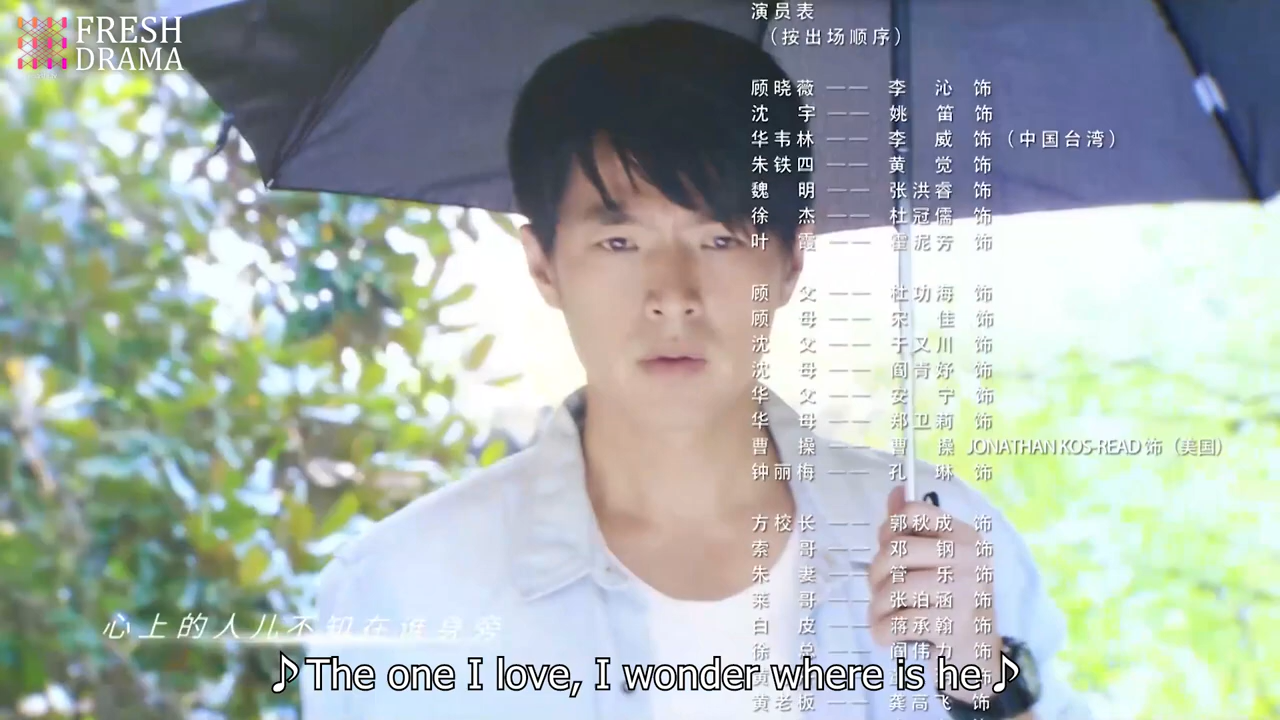 FRESH
DRAMA
演员表
(按出场顺序)
顾晓薇 —— 李 沁 饰
沈 宇 —— 姚 笛 饰
华韦林 —— 李 威 饰 (中国台湾)
朱铁四 —— 黄 觉 饰
魏 明 —— 张洪睿 饰
徐 杰 —— 杜冠儒 饰
叶 霞 —— 霍泥芳 饰
顾 父 —— 杜功海 饰
顾 母 —— 宋 佳 饰
沈 父 —— 于又川 饰
沈 母 —— 阎青妤 饰
华 父 —— 安 宁 饰
华 母 —— 郑卫莉 饰
曹 操 —— 曹 操 JONATHAN KOS-READ 饰 (美国)
钟丽梅 —— 孔 琳 饰
方校长 —— 郭秋成 饰
索 哥 —— 邓 钢 饰
朱 妻 —— 管 乐 饰
莱 哥 —— 张泊涵 饰
白 皮 —— 蒋承翰 饰
徐 总 —— 阎伟力 饰
黄 饰
黄老板 —— 龚高飞 饰
心上的人儿不知在谁身旁
♪The one I love, I wonder where is he♪